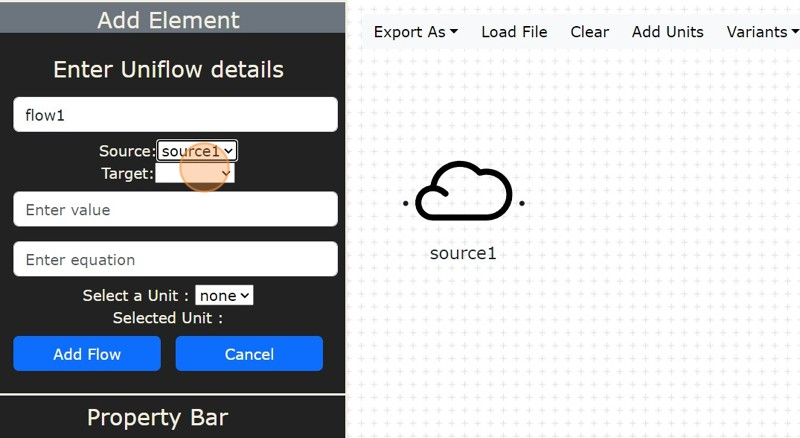 Add Element
Export As Load File Clear Add Units Variants
Enter Uniflow details
flow1
Source: source1
Target:
Enter value
source1
Enter equation
Select a Unit : none
Selected Unit :
Add Flow Cancel
Property Bar